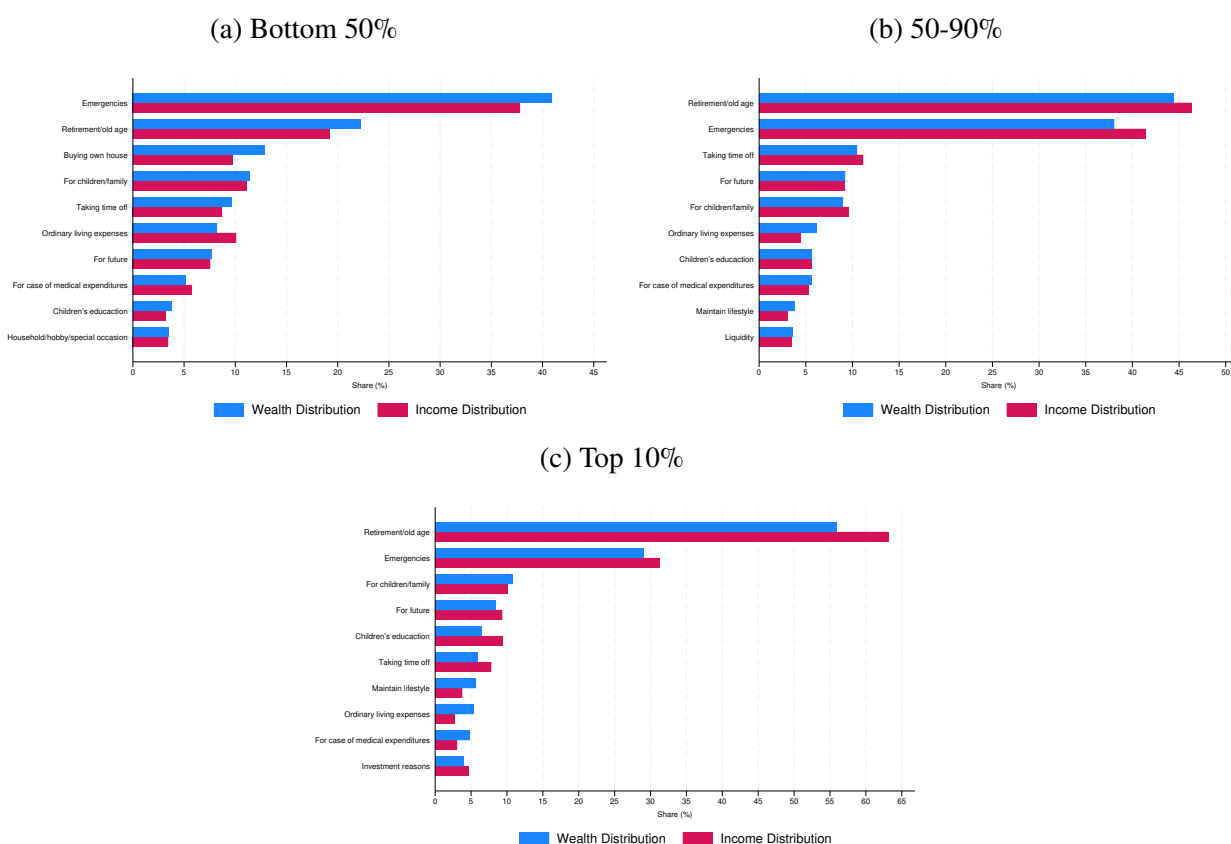 (a) Bottom 50%
Emergencies
Retirement/old age
Buying own house
For children/family
Taking time off
Ordinary living expenses
For future
For case of medical expenditures
Children's educaction
Household/hobby/special occasion
0 5 10 15 20 25 30 35 40 45
Share (%)
Wealth Distribution Income Distribution
(b) 50-90%
Retirement/old age
Emergencies
Taking time off
For future
For children/family
Ordinary living expenses
Children's educaction
For case of medical expenditures
Maintain lifestyle
Liquidity
0 5 10 15 20 25 30 35 40 45 50
Share (%)
Wealth Distribution Income Distribution
(c) Top 10%
Retirement/old age
Emergencies
For children/family
For future
Children's educaction
Taking time off
Maintain lifestyle
Ordinary living expenses
For case of medical expenditures
Investment reasons
0 5 10 15 20 25 30 35 40 45 50 55 60 65
Share (%)
Wealth Distribution Income Distribution